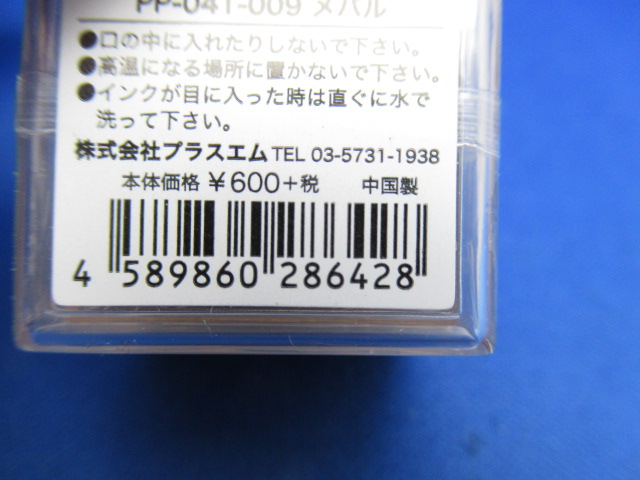 PP-041-009 メバル
●口の中に入れたりしないで下さい。
●高温になる場所に置かないで下さい。
●インクが目に入った時は直ぐに水で
洗って下さい。
株式会社プラスエム TEL 03-5731-1938
本体価格 ¥600+税 中国製
4 589860 286428